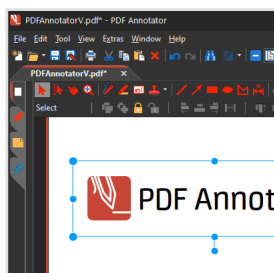 PDFAnnotatorV.pdf* - PDF Annotator
File Edit Tool View Extras Window Help
PDFAnnotatorV.pdf* ×
Select
PDF Annot